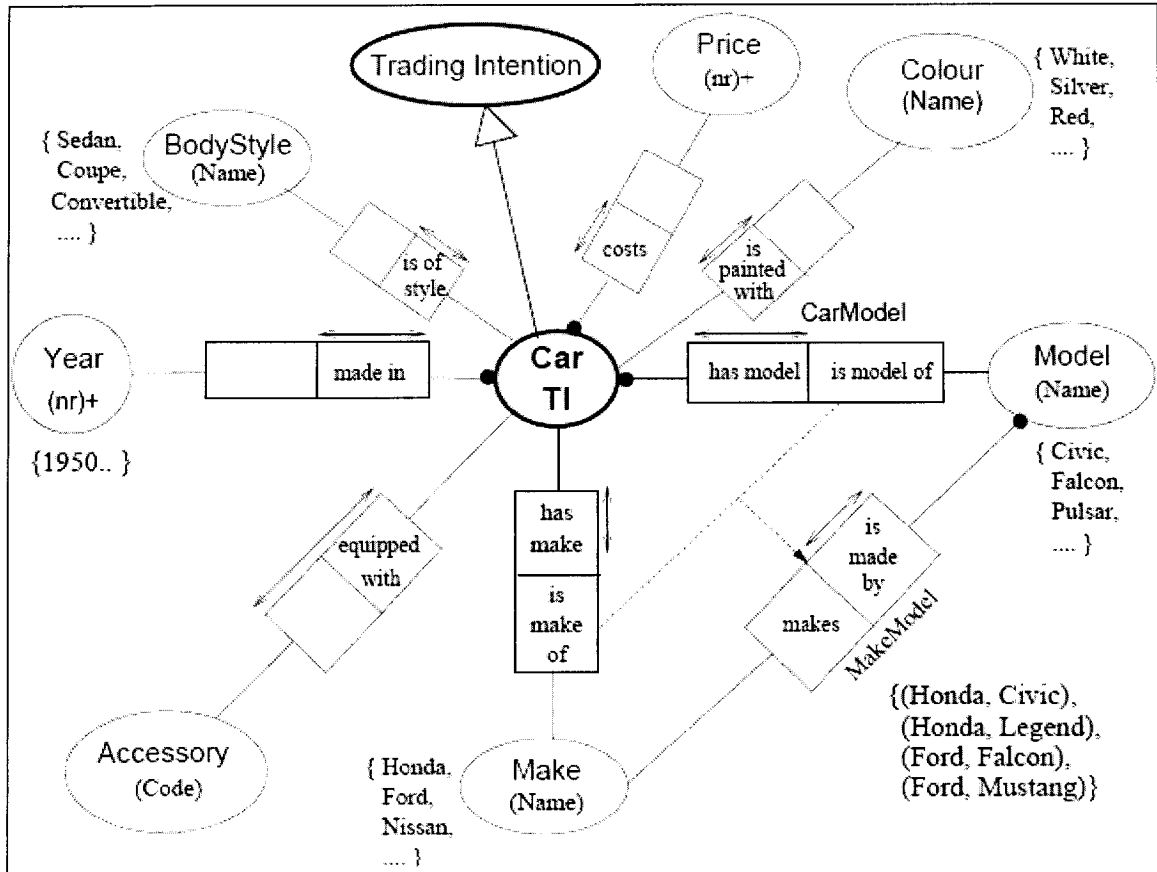 Trading Intention
Price
(nr)+
Colour
(Name)
{ White,
Silver,
Red,
.... }
{ Sedan,
Coupe,
Convertible,
.... }
BodyStyle
(Name)
is of
style
costs
is
painted
with
CarModel
Year
(nr)+
{1950.. }
made in
Car
TI
has model
is model of
Model
(Name)
{ Civic,
Falcon,
Pulsar,
.... }
equipped
with
has
make
is
make
of
is
made
by
makes
MakeModel
{(Honda, Civic),
(Honda, Legend),
(Ford, Falcon),
(Ford, Mustang)}
Accessory
(Code)
{ Honda,
Ford,
Nissan,
.... }
Make
(Name)